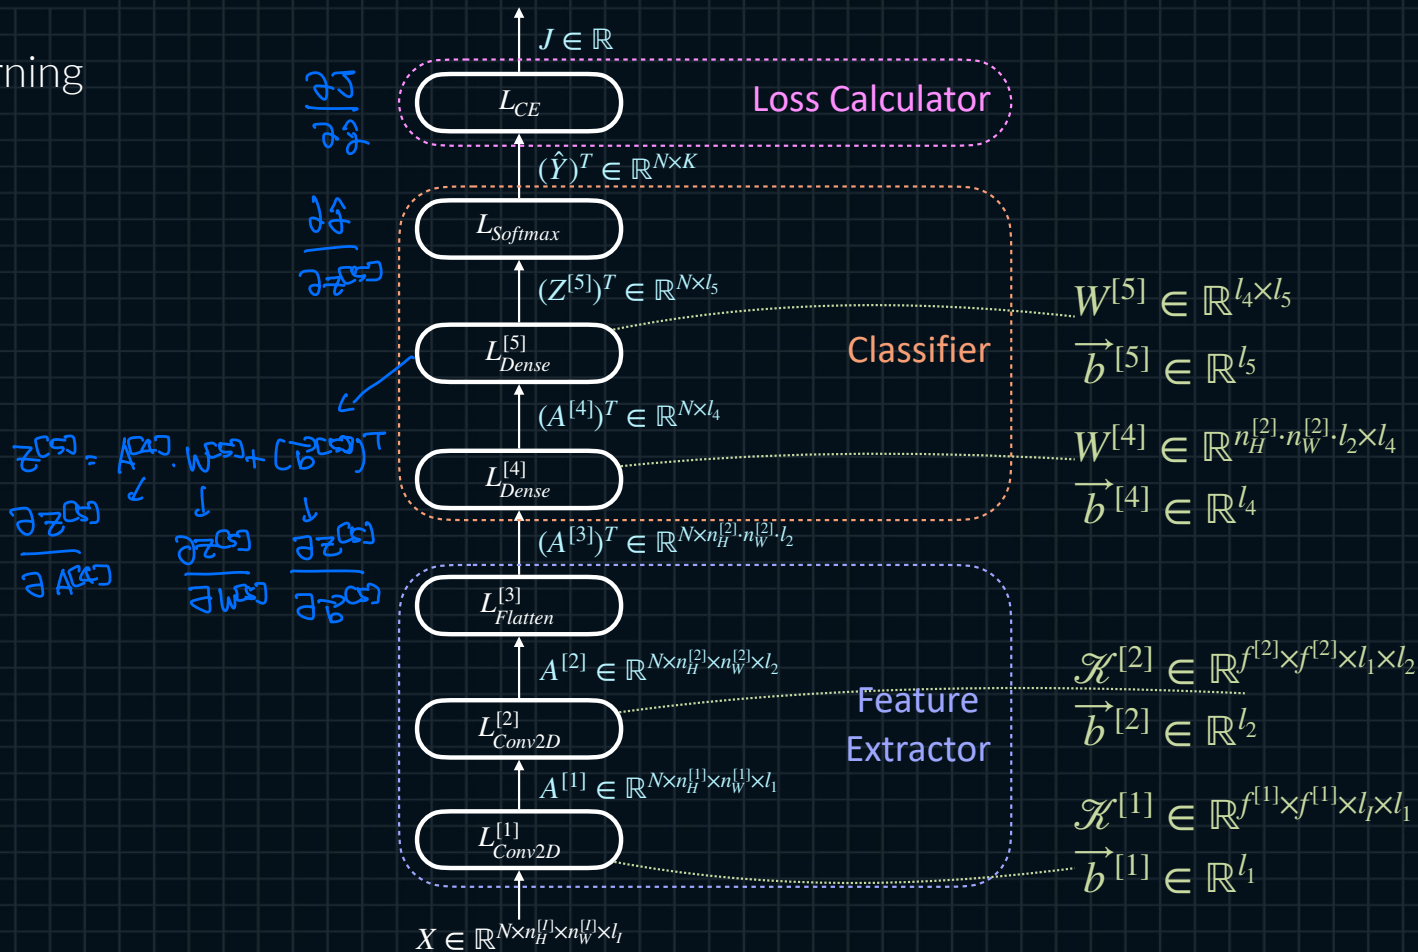 J ∈ ℝ
rning
∂J
∂ŷ
L_CE
Loss Calculator
(Ŷ)^T ∈ ℝ^{N×K}
∂ŷ
∂z^[5]
L_Softmax
(Z^[5])^T ∈ ℝ^{N×l_5}
W^[5] ∈ ℝ^{l_4×l_5}
L^[5]_Dense
Classifier
b⃗^[5] ∈ ℝ^{l_5}
(A^[4])^T ∈ ℝ^{N×l_4}
z^[5] = A^[4] · W^[5] + (b⃗^[5])^T
W^[4] ∈ ℝ^{n_H^[2]·n_W^[2]·l_2×l_4}
L^[4]_Dense
b⃗^[4] ∈ ℝ^{l_4}
∂z^[5]
∂A^[4]
∂z^[5]
∂W^[5]
∂z^[5]
∂b⃗^[5]
(A^[3])^T ∈ ℝ^{N×n_H^[2]·n_W^[2]·l_2}
L^[3]_Flatten
A^[2] ∈ ℝ^{N×n_H^[2]×n_W^[2]×l_2}
𝒦^[2] ∈ ℝ^{f^[2]×f^[2]×l_1×l_2}
L^[2]_Conv2D
Feature
Extractor
b⃗^[2] ∈ ℝ^{l_2}
A^[1] ∈ ℝ^{N×n_H^[1]×n_W^[1]×l_1}
𝒦^[1] ∈ ℝ^{f^[1]×f^[1]×l_I×l_1}
L^[1]_Conv2D
b⃗^[1] ∈ ℝ^{l_1}
X ∈ ℝ^{N×n_H^[I]×n_W^[I]×l_I}